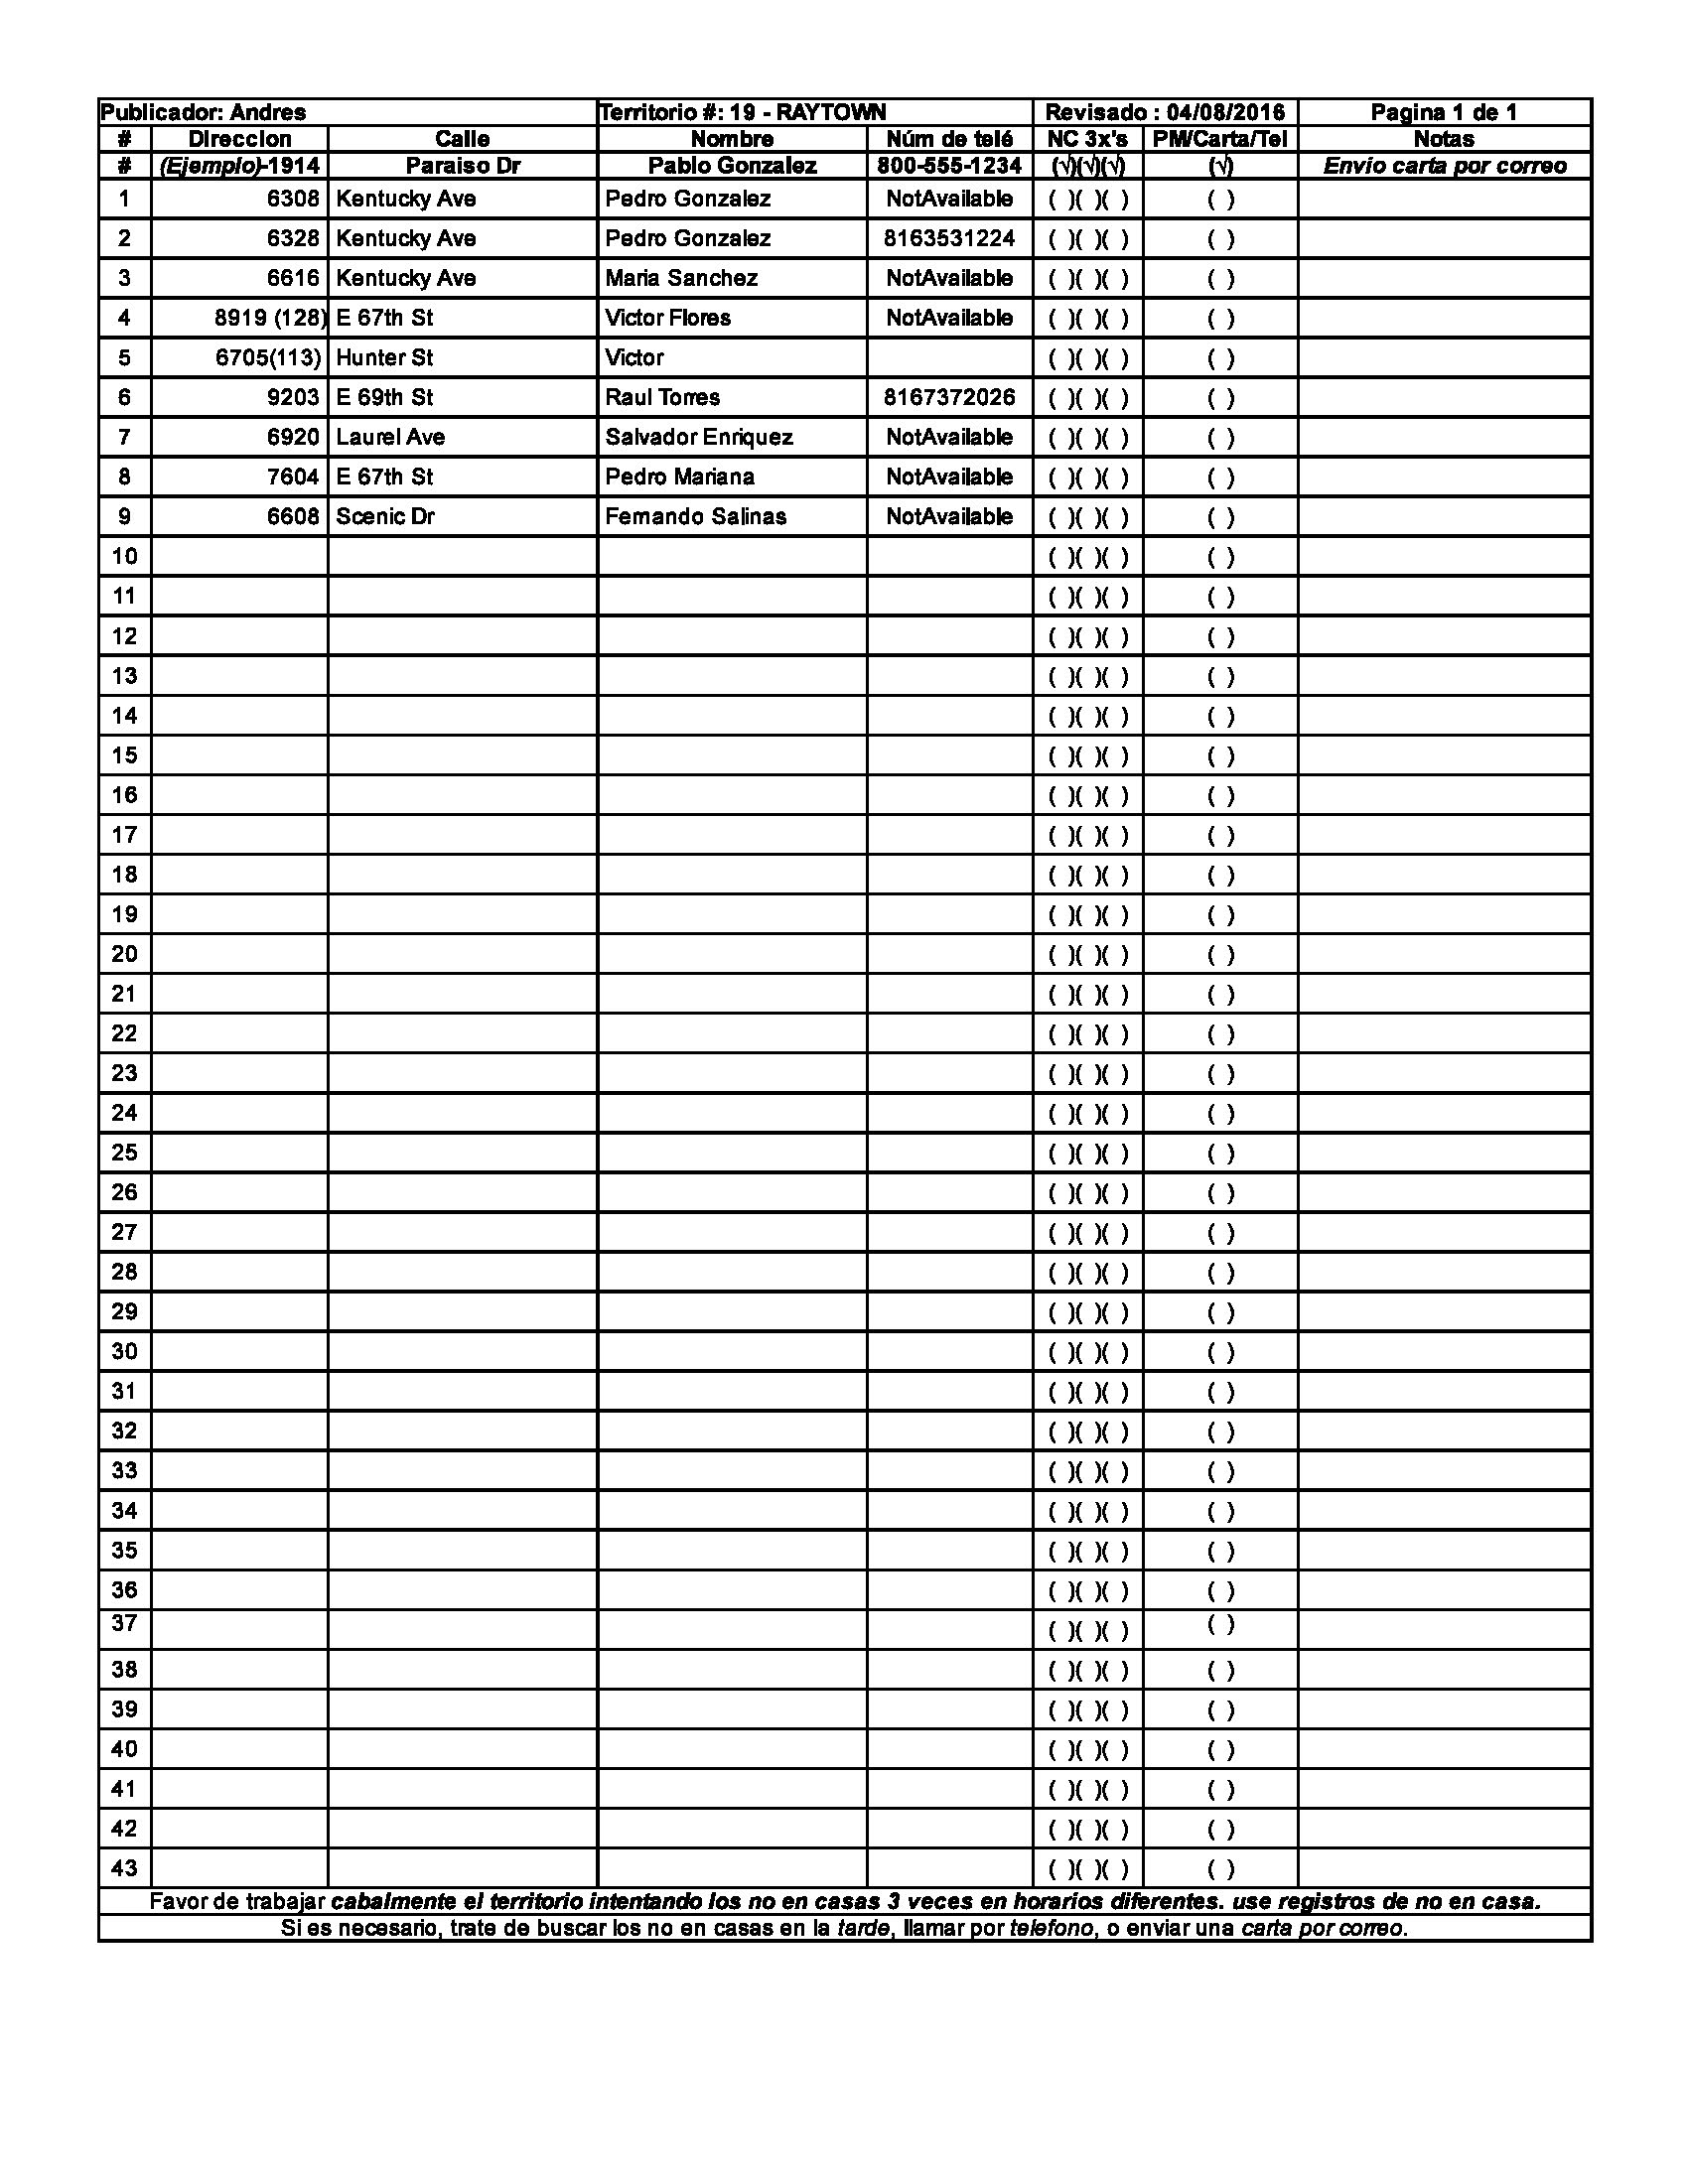 Publicador: Andres Territorio #: 19 - RAYTOWN Revisado : 04/08/2016 Pagina 1 de 1
# Direccion Calle Nombre Núm de telé NC 3x's PM/Carta/Tel Notas
# (Ejemplo)-1914 Paraiso Dr Pablo Gonzalez 800-555-1234 (√)(√)(√) (√) Envio carta por correo
1 6308 Kentucky Ave Pedro Gonzalez NotAvailable ( )( )( ) ( )
2 6328 Kentucky Ave Pedro Gonzalez 8163531224 ( )( )( ) ( )
3 6616 Kentucky Ave Maria Sanchez NotAvailable ( )( )( ) ( )
4 8919 (128) E 67th St Victor Flores NotAvailable ( )( )( ) ( )
5 6705(113) Hunter St Victor ( )( )( ) ( )
6 9203 E 69th St Raul Torres 8167372026 ( )( )( ) ( )
7 6920 Laurel Ave Salvador Enriquez NotAvailable ( )( )( ) ( )
8 7604 E 67th St Pedro Mariana NotAvailable ( )( )( ) ( )
9 6608 Scenic Dr Fernando Salinas NotAvailable ( )( )( ) ( )
10 ( )( )( ) ( )
11 ( )( )( ) ( )
12 ( )( )( ) ( )
13 ( )( )( ) ( )
14 ( )( )( ) ( )
15 ( )( )( ) ( )
16 ( )( )( ) ( )
17 ( )( )( ) ( )
18 ( )( )( ) ( )
19 ( )( )( ) ( )
20 ( )( )( ) ( )
21 ( )( )( ) ( )
22 ( )( )( ) ( )
23 ( )( )( ) ( )
24 ( )( )( ) ( )
25 ( )( )( ) ( )
26 ( )( )( ) ( )
27 ( )( )( ) ( )
28 ( )( )( ) ( )
29 ( )( )( ) ( )
30 ( )( )( ) ( )
31 ( )( )( ) ( )
32 ( )( )( ) ( )
33 ( )( )( ) ( )
34 ( )( )( ) ( )
35 ( )( )( ) ( )
36 ( )( )( ) ( )
37 ( )( )( ) ( )
38 ( )( )( ) ( )
39 ( )( )( ) ( )
40 ( )( )( ) ( )
41 ( )( )( ) ( )
42 ( )( )( ) ( )
43 ( )( )( ) ( )
Favor de trabajar cabalmente el territorio intentando los no en casas 3 veces en horarios diferentes. use registros de no en casa.
Si es necesario, trate de buscar los no en casas en la tarde, llamar por telefono, o enviar una carta por correo.